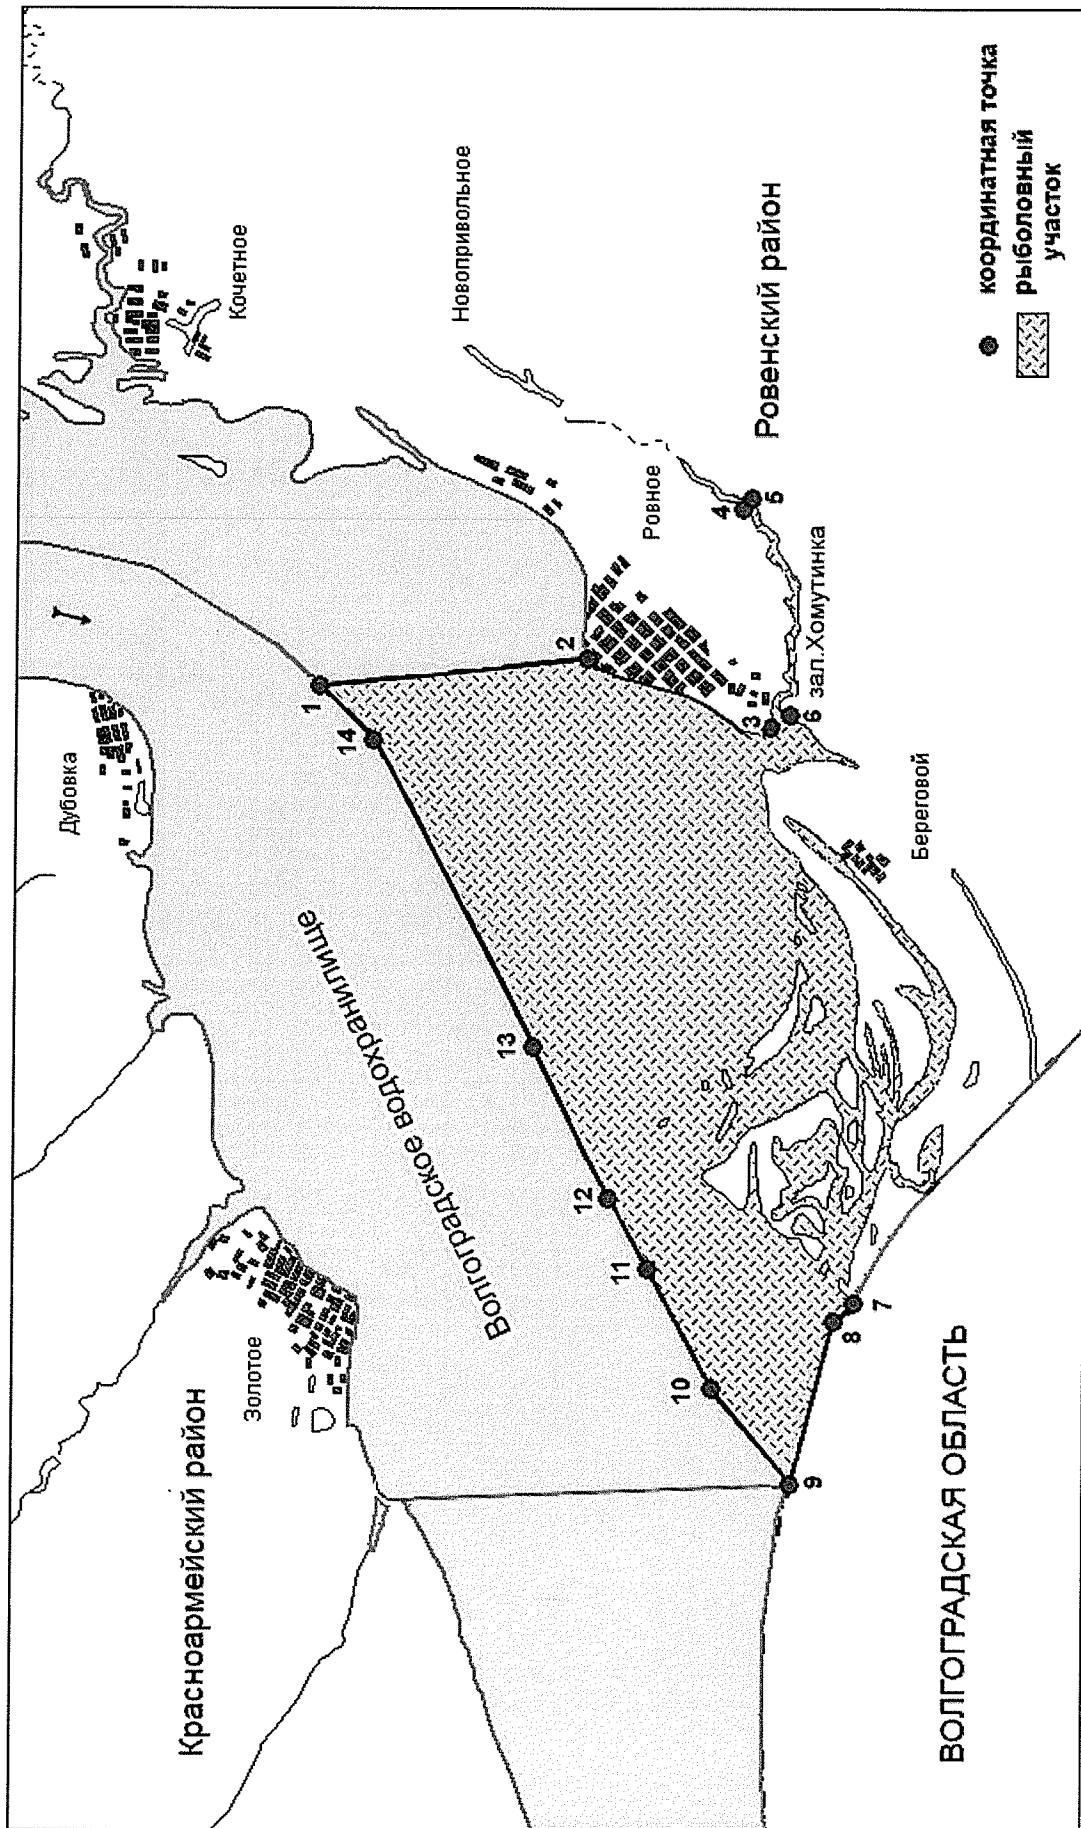 Красноармейский район
Золотое
Дубовка
Кочетное
Волгоградское водохранилище
Новопривольное
Ровное
Ровенский район
зал.Хомутинка
Береговой
ВОЛГОГРАДСКАЯ ОБЛАСТЬ
1
2
3
4
5
6
7
8
9
10
11
12
13
14
координатная точка
рыболовный
участок